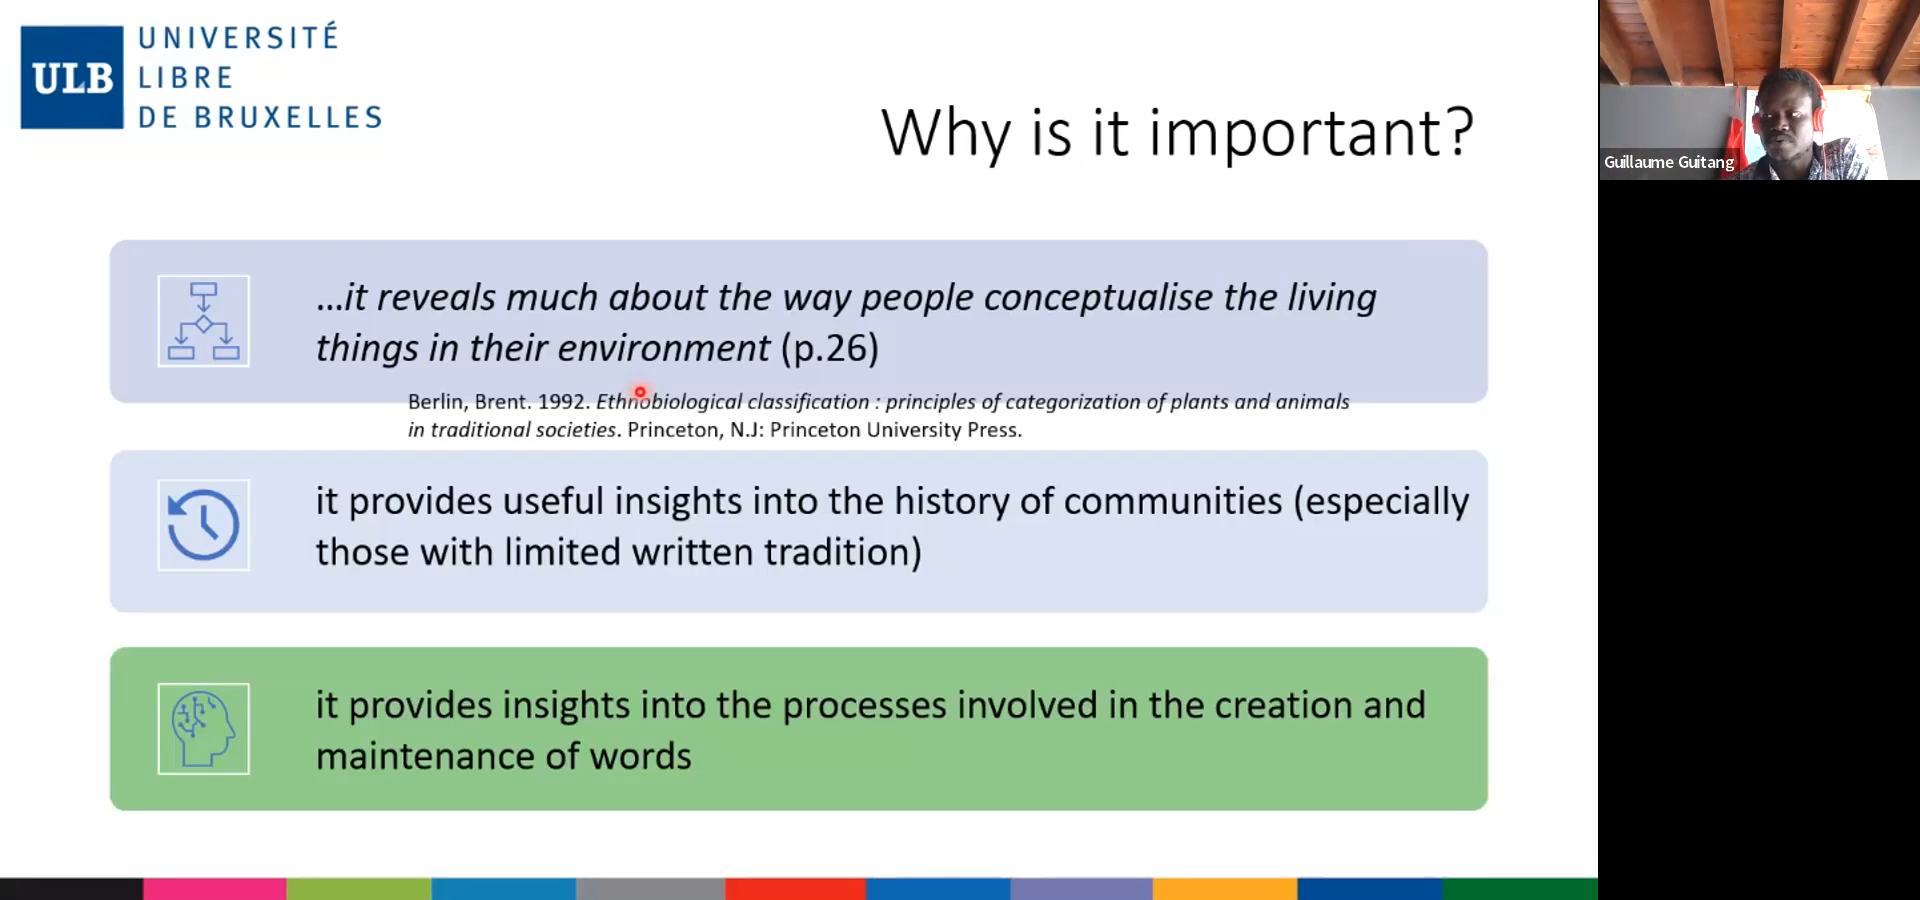 ULB
UNIVERSITÉ
LIBRE
DE BRUXELLES
Why is it important?
Guillaume Guitang
...it reveals much about the way people conceptualise the living
things in their environment (p.26)
Berlin, Brent. 1992. Ethnobiological classification : principles of categorization of plants and animals
in traditional societies. Princeton, N.J: Princeton University Press.
it provides useful insights into the history of communities (especially
those with limited written tradition)
it provides insights into the processes involved in the creation and
maintenance of words